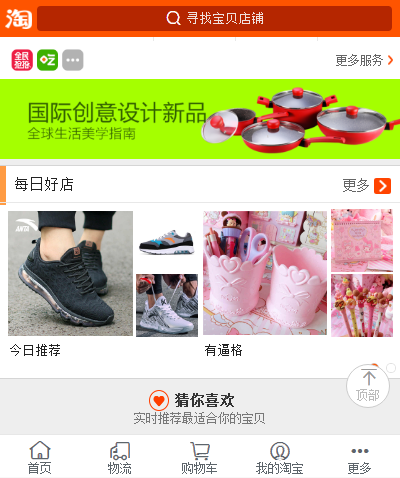 淘
寻找宝贝店铺
全民
抢拍
吃
更多服务
国际创意设计新品
全球生活美学指南
每日好店
更多
ANTA
今日推荐
有逼格
顶部
猜你喜欢
实时推荐最适合你的宝贝
首页
物流
购物车
我的淘宝
更多